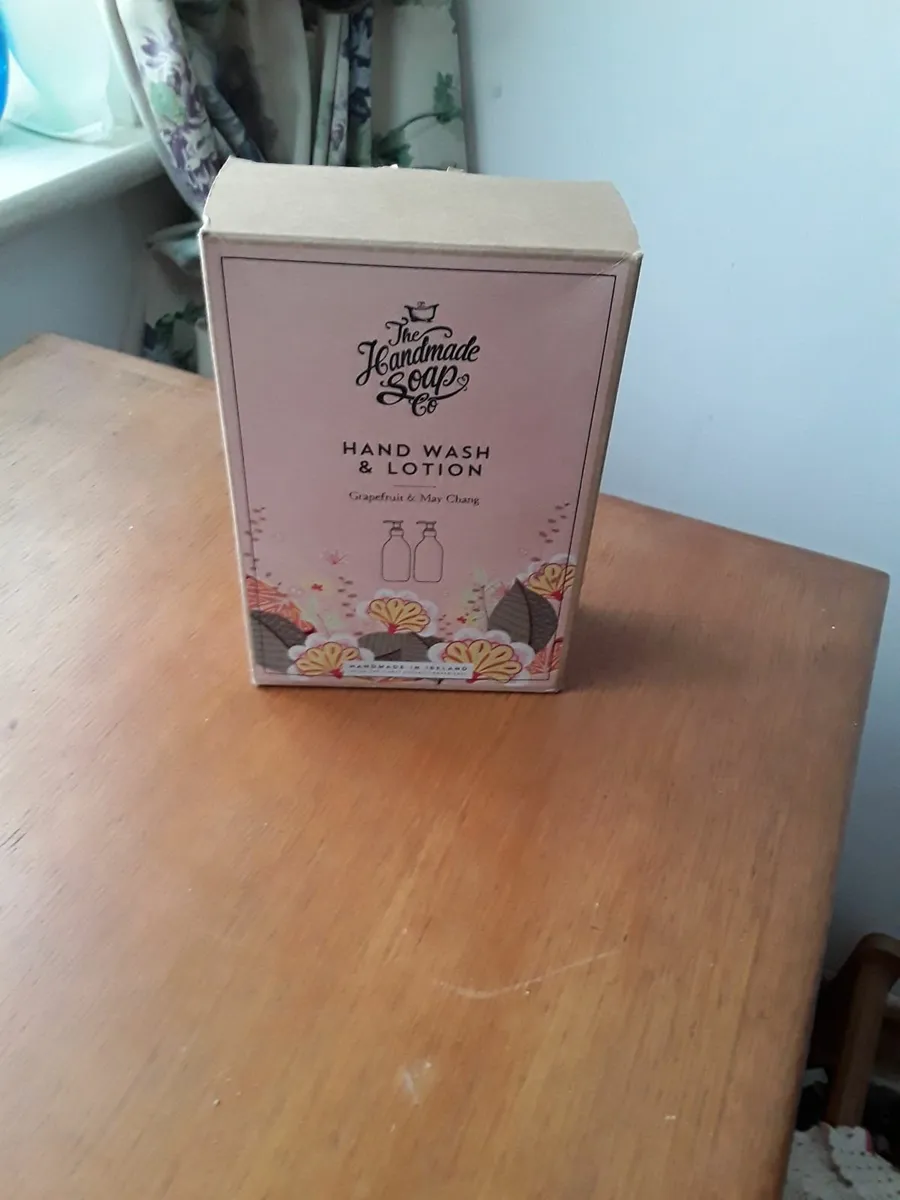 The
Handmade
Soap
Co
HAND WASH
& LOTION
Grapefruit & May Chang
HANDMADE IN IRELAND